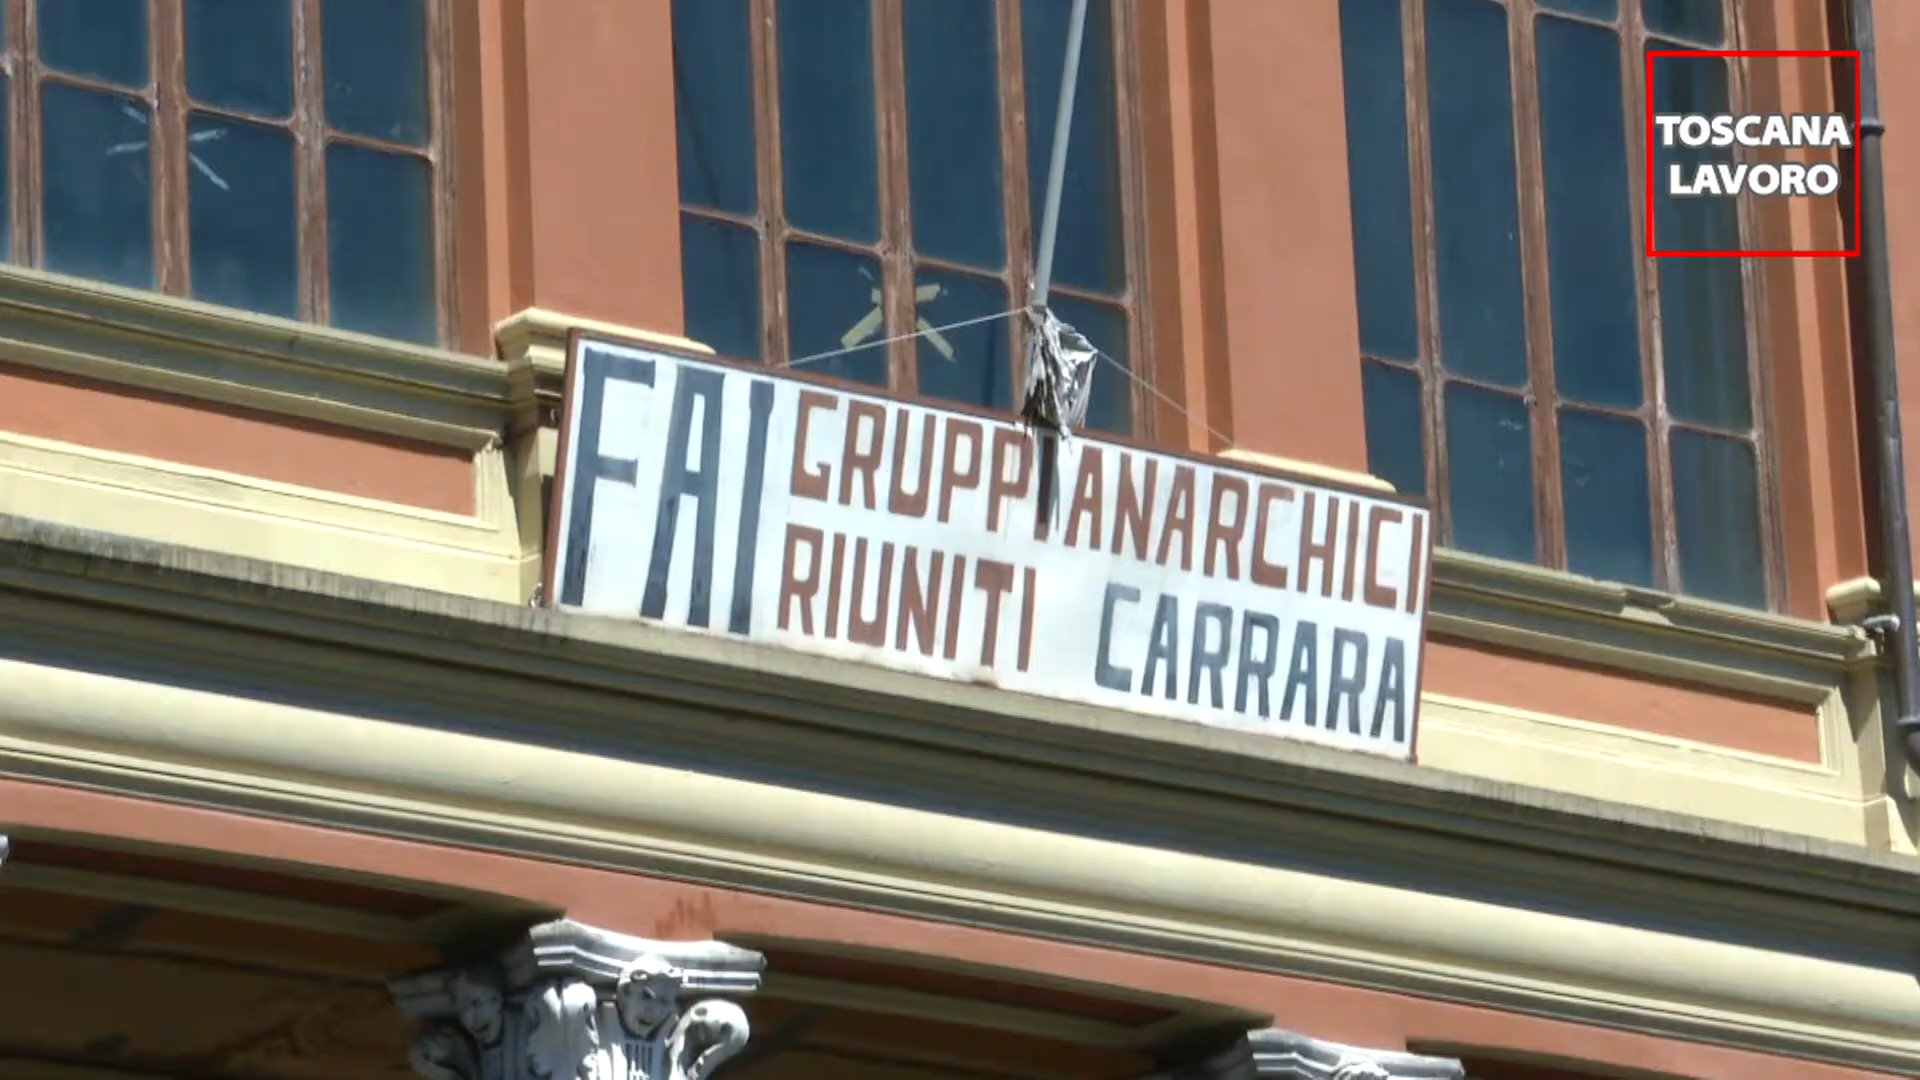 FAI
GRUPPI ANARCHICI
RIUNITI CARRARA
TOSCANA
LAVORO